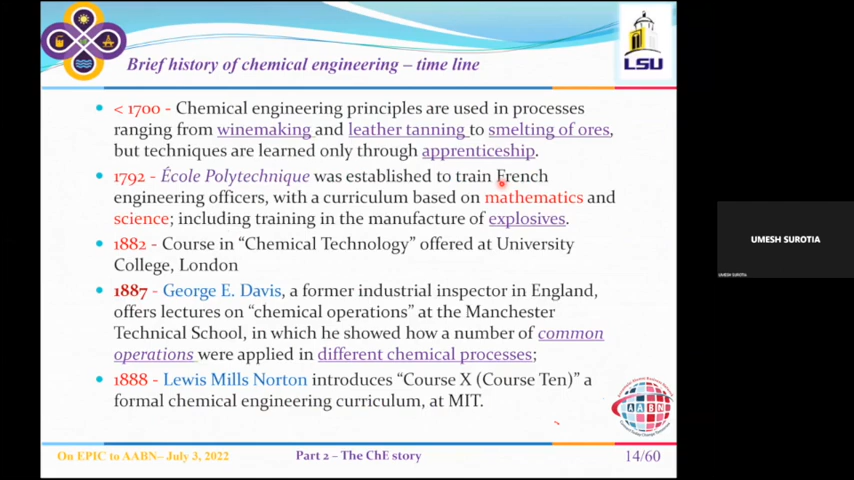 Brief history of chemical engineering – time line
LSU
• < 1700 - Chemical engineering principles are used in processes
ranging from winemaking and leather tanning to smelting of ores,
but techniques are learned only through apprenticeship.
• 1792 - École Polytechnique was established to train French
engineering officers, with a curriculum based on mathematics and
science; including training in the manufacture of explosives.
• 1882 - Course in “Chemical Technology” offered at University
College, London
• 1887 - George E. Davis, a former industrial inspector in England,
offers lectures on “chemical operations” at the Manchester
Technical School, in which he showed how a number of common
operations were applied in different chemical processes;
• 1888 - Lewis Mills Norton introduces “Course X (Course Ten)” a
formal chemical engineering curriculum, at MIT.
AABN
On EPIC to AABN– July 3, 2022
Part 2 – The ChE story
14/60
UMESH SUROTIA
UMESH SUROTIA